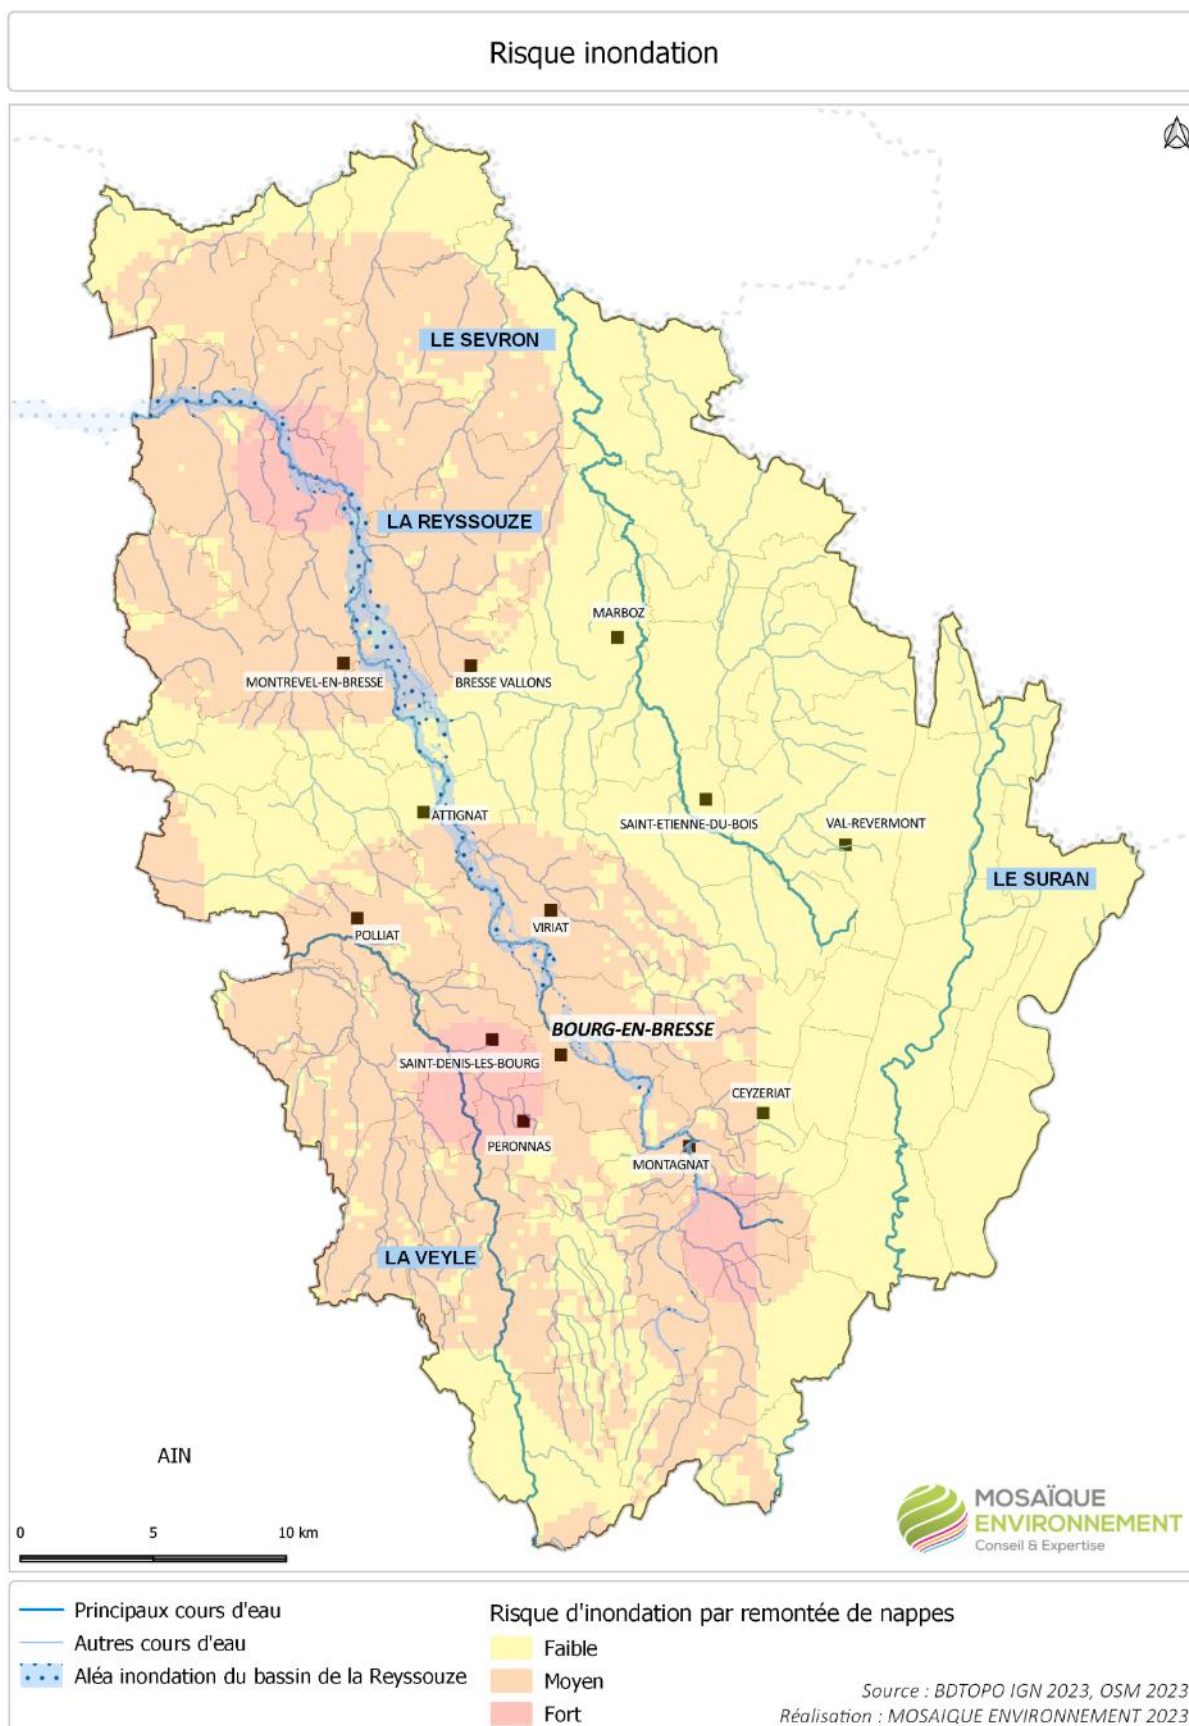 Risque inondation
LE SEVRON
LA REYSSOUZE
MARBOZ
MONTREVEL-EN-BRESSE
BRESSE VALLONS
ATTIGNAT
SAINT-ETIENNE-DU-BOIS
VAL-REVERMONT
LE SURAN
POLLIAT
VIRIAT
BOURG-EN-BRESSE
SAINT-DENIS-LES-BOURG
CEYZERIAT
PERONNAS
MONTAGNAT
LA VEYLE
AIN
0 5 10 km
MOSAÏQUE
ENVIRONNEMENT
Conseil & Expertise
Principaux cours d'eau
Autres cours d'eau
Aléa inondation du bassin de la Reyssouze
Risque d'inondation par remontée de nappes
Faible
Moyen
Fort
Source : BDTOPO IGN 2023, OSM 2023
Réalisation : MOSAIQUE ENVIRONNEMENT 2023